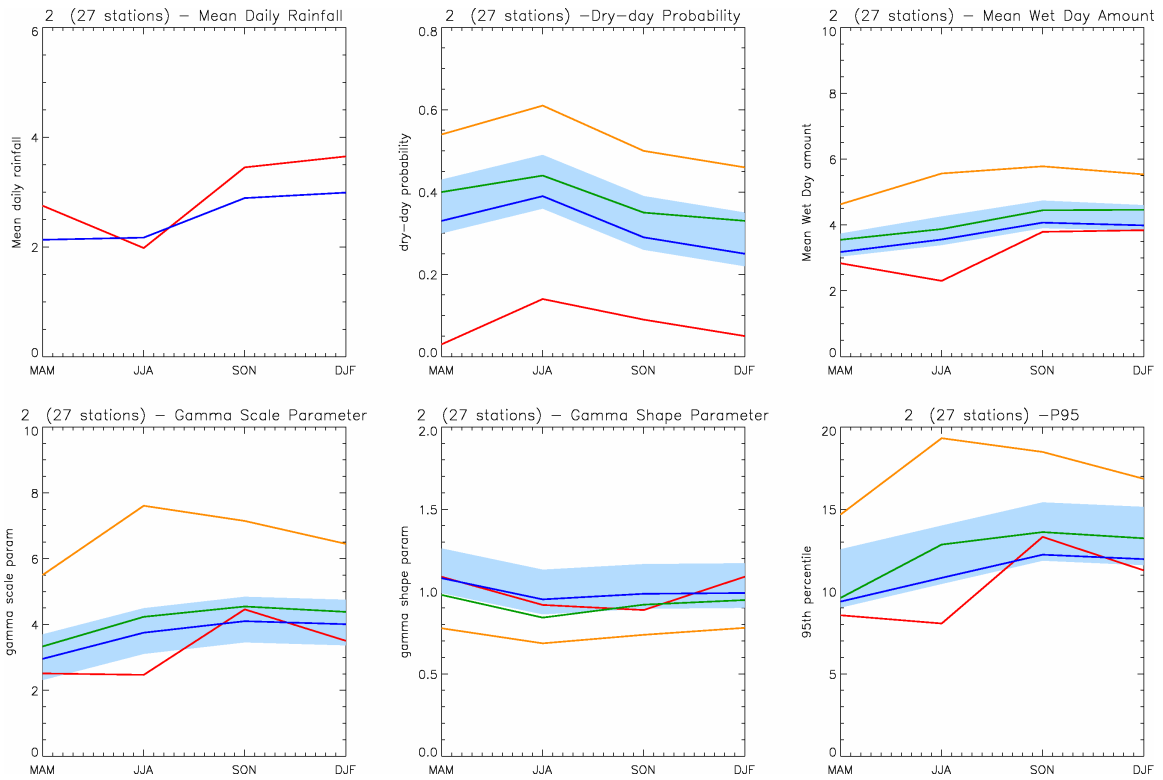 2 (27 stations) – Mean Daily Rainfall
6
4
2
0
Mean daily rainfall
MAM JJA SON DJF
2 (27 stations) –Dry–day Probability
0.8
0.6
0.4
0.2
0.0
dry–day probability
MAM JJA SON DJF
2 (27 stations) – Mean Wet Day Amount
10
8
6
4
2
0
Mean Wet Day amount
MAM JJA SON DJF
2 (27 stations) – Gamma Scale Parameter
10
8
6
4
2
0
gamma scale param
MAM JJA SON DJF
2 (27 stations) – Gamma Shape Parameter
2.0
1.5
1.0
0.5
0.0
gamma shape param
MAM JJA SON DJF
2 (27 stations) –P95
20
15
10
5
0
95th percentile
MAM JJA SON DJF